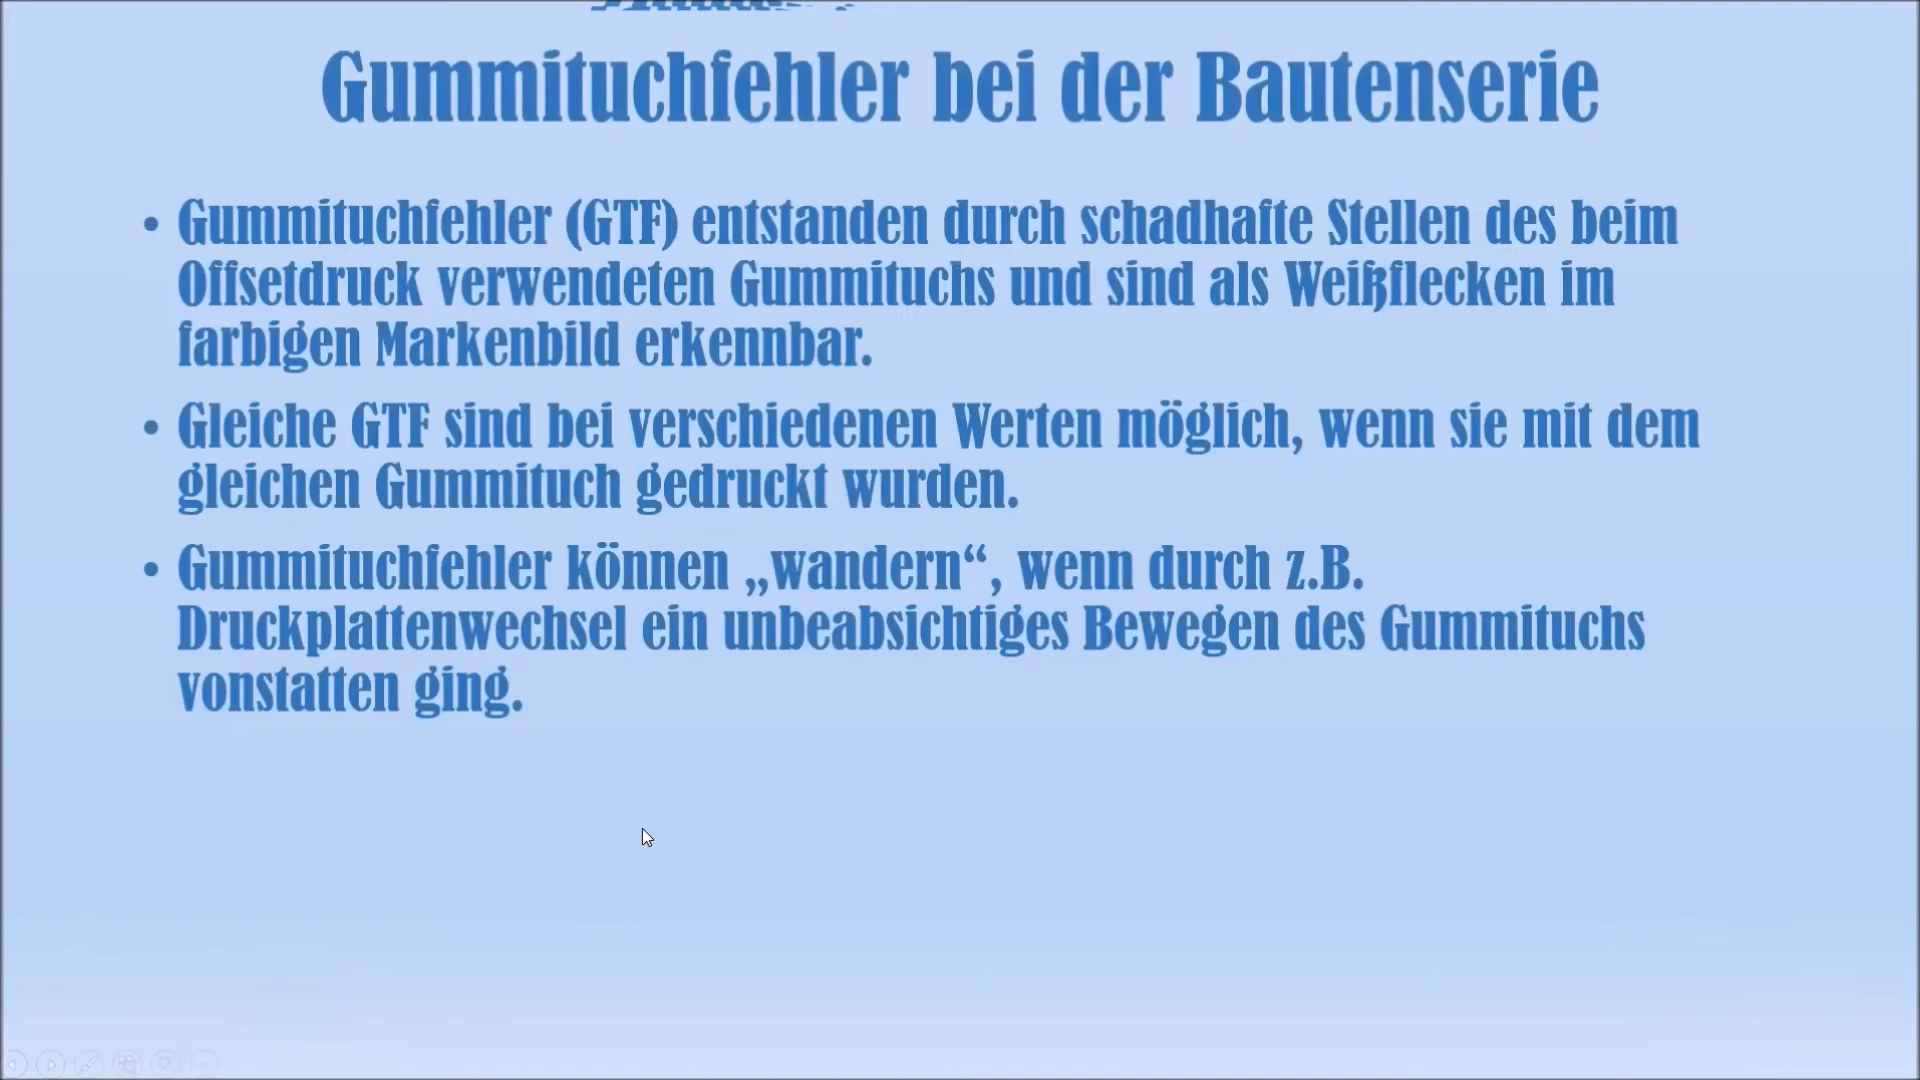 Gummituchfehler bei der Bautenserie
• Gummituchfehler (GTF) entstanden durch schadhafte Stellen des beim
Offsetdruck verwendeten Gummituchs und sind als Weißflecken im
farbigen Markenbild erkennbar.
• Gleiche GTF sind bei verschiedenen Werten möglich, wenn sie mit dem
gleichen Gummituch gedruckt wurden.
• Gummituchfehler können „wandern“, wenn durch z.B.
Druckplattenwechsel ein unbeabsichtiges Bewegen des Gummituchs
vonstatten ging.